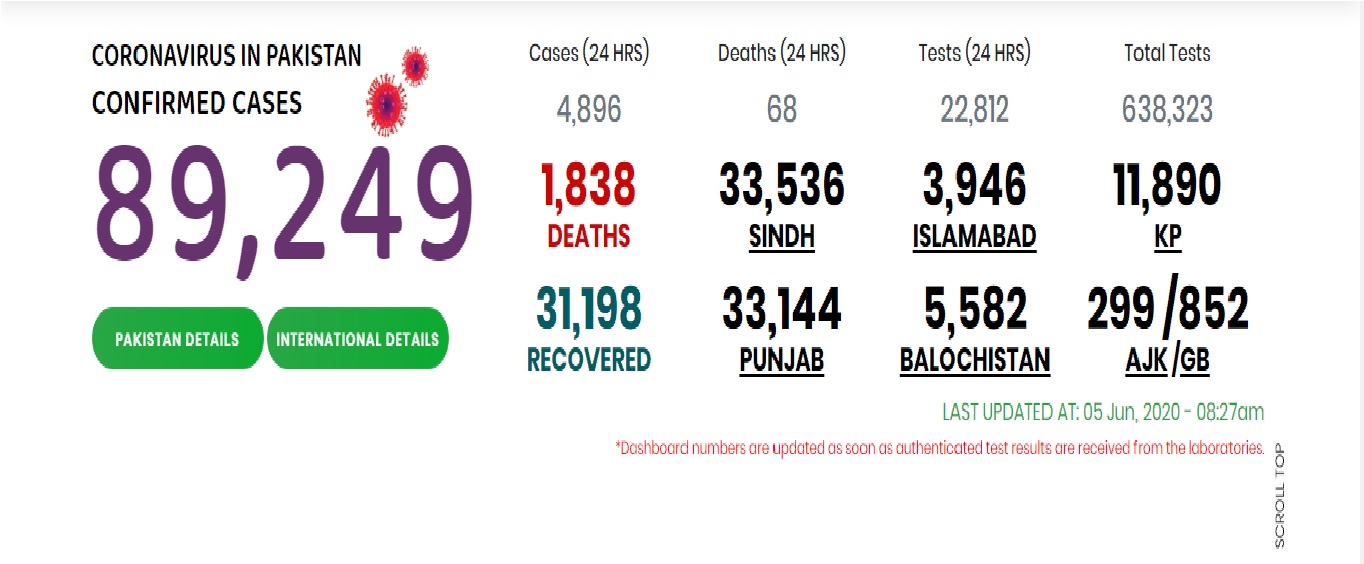 CORONAVIRUS IN PAKISTAN
CONFIRMED CASES
89,249
PAKISTAN DETAILS
INTERNATIONAL DETAILS
Cases (24 HRS)
4,896
Deaths (24 HRS)
68
Tests (24 HRS)
22,812
Total Tests
638,323
1,838
DEATHS
33,536
SINDH
3,946
ISLAMABAD
11,890
KP
31,198
RECOVERED
33,144
PUNJAB
5,582
BALOCHISTAN
299 /852
AJK /GB
LAST UPDATED AT: 05 Jun, 2020 - 08:27am
*Dashboard numbers are updated as soon as authenticated test results are received from the laboratories.
SCROLL TOP